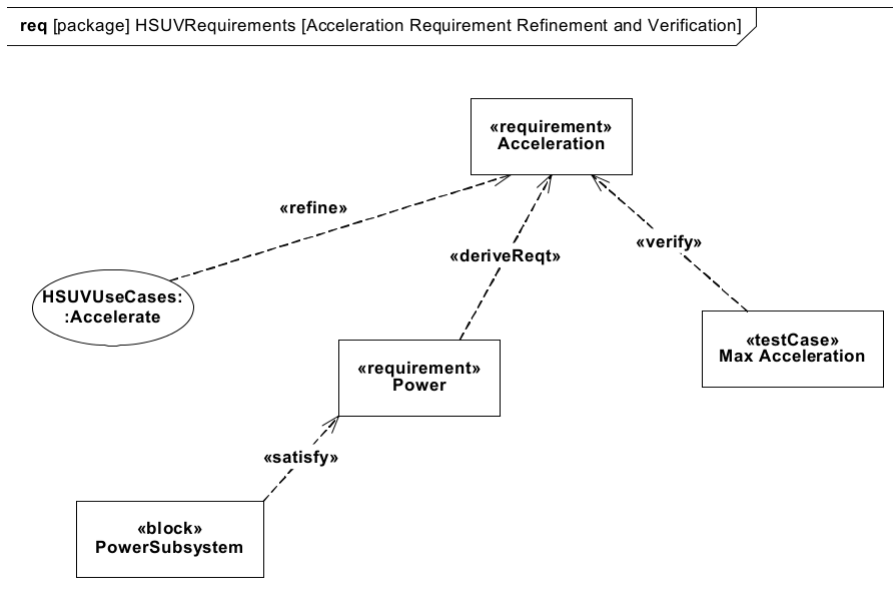 req [package] HSUVRequirements [Acceleration Requirement Refinement and Verification]
«requirement»
Acceleration
«refine»
«deriveReqt»
«verify»
HSUVUseCases:
:Accelerate
«requirement»
Power
«testCase»
Max Acceleration
«satisfy»
«block»
PowerSubsystem